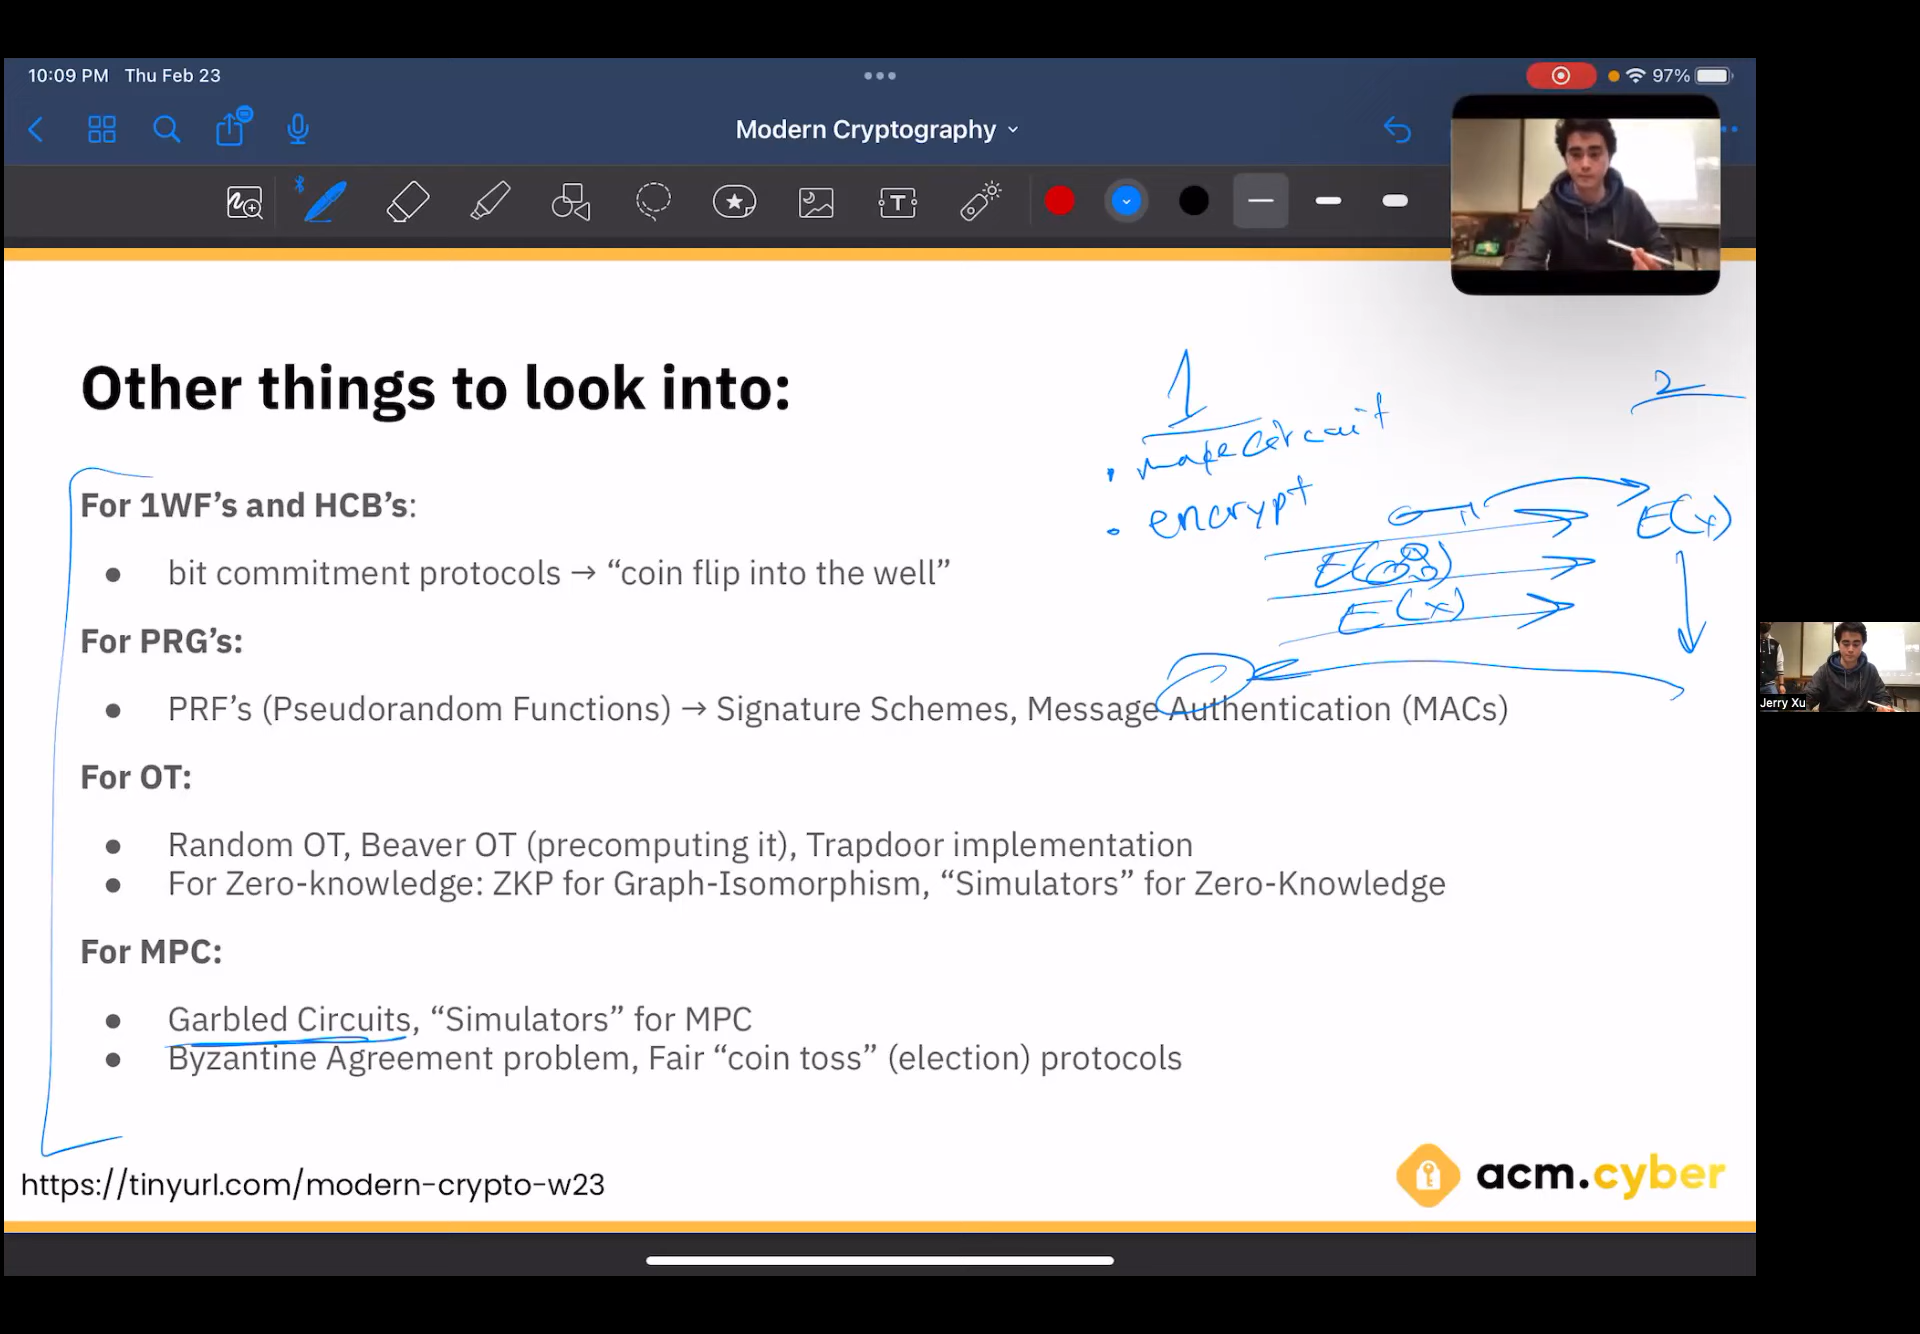 10:09 PM Thu Feb 23
97%
Modern Cryptography
T
Other things to look into:
1
2
• make circuit
• encrypt
E(x)
E(
)
E(x)
For 1WF’s and HCB’s:
● bit commitment protocols → “coin flip into the well”
For PRG’s:
● PRF’s (Pseudorandom Functions) → Signature Schemes, Message Authentication (MACs)
For OT:
● Random OT, Beaver OT (precomputing it), Trapdoor implementation
● For Zero-knowledge: ZKP for Graph-Isomorphism, “Simulators” for Zero-Knowledge
For MPC:
● Garbled Circuits, “Simulators” for MPC
● Byzantine Agreement problem, Fair “coin toss” (election) protocols
https://tinyurl.com/modern-crypto-w23
acm.cyber
Jerry Xu